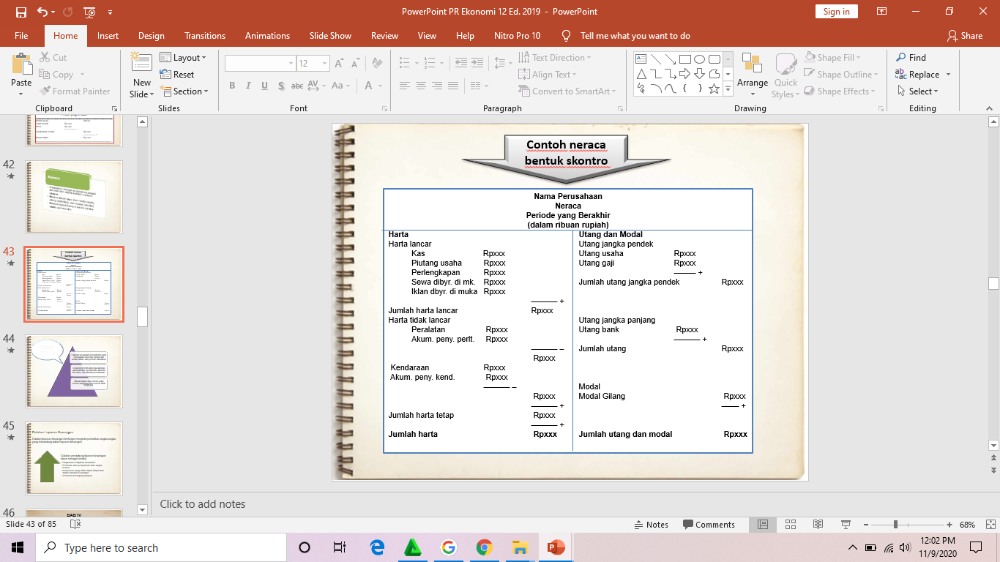 PowerPoint PR Ekonomi 12 Ed. 2019 - PowerPoint
Sign in
File Home Insert Design Transitions Animations Slide Show Review View Help Nitro Pro 10 Tell me what you want to do Share
Paste
Cut
Copy
Format Painter
Clipboard
New Slide
Layout
Reset
Section
Slides
12
B I U S abc AV Aa A
Font
Text Direction
Align Text
Convert to SmartArt
Paragraph
Arrange
Quick Styles
Shape Fill
Shape Outline
Shape Effects
Drawing
Find
Replace
Select
Editing
42
Neraca
43
44
45
Catatan Laporan Keuangan
46
BAB IV
Contoh neraca
bentuk skontro
Nama Perusahaan
Neraca
Periode yang Berakhir
(dalam ribuan rupiah)
Harta
Harta lancar
Kas Rpxxx
Piutang usaha Rpxxx
Perlengkapan Rpxxx
Sewa dibyr. di mk. Rpxxx
Iklan dbyr. di muka Rpxxx
——— +
Jumlah harta lancar Rpxxx
Harta tidak lancar
Peralatan Rpxxx
Akum. peny. perlt. Rpxxx
——— –
Rpxxx
Kendaraan Rpxxx
Akum. peny. kend. Rpxxx
——— –
Rpxxx
——— +
Jumlah harta tetap Rpxxx
——— +
Jumlah harta Rpxxx
Utang dan Modal
Utang jangka pendek
Utang usaha Rpxxx
Utang gaji Rpxxx
——— +
Jumlah utang jangka pendek Rpxxx
Utang jangka panjang
Utang bank Rpxxx
——— +
Jumlah utang Rpxxx
Modal
Modal Gilang Rpxxx
—— +
Jumlah utang dan modal Rpxxx
Click to add notes
Slide 43 of 85
Notes
Comments
68%
Type here to search
12:02 PM
11/9/2020